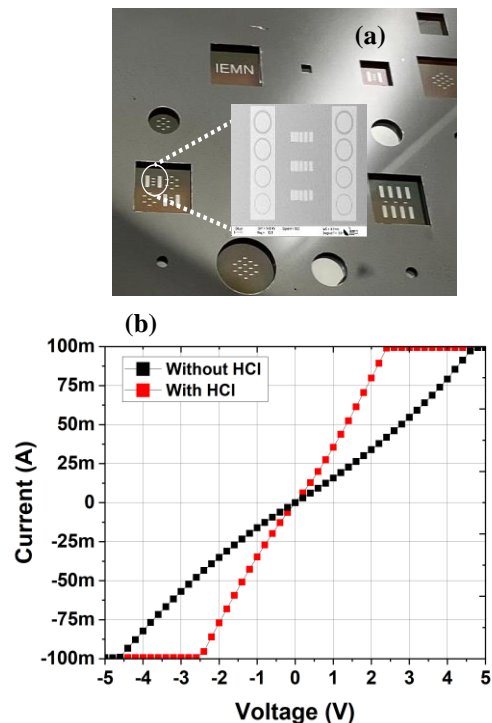 (a)
IEMN
(b)
Without HCl
With HCl
100m
75m
50m
25m
0
-25m
-50m
-75m
-100m
-5 -4 -3 -2 -1 0 1 2 3 4 5
Current (A)
Voltage (V)